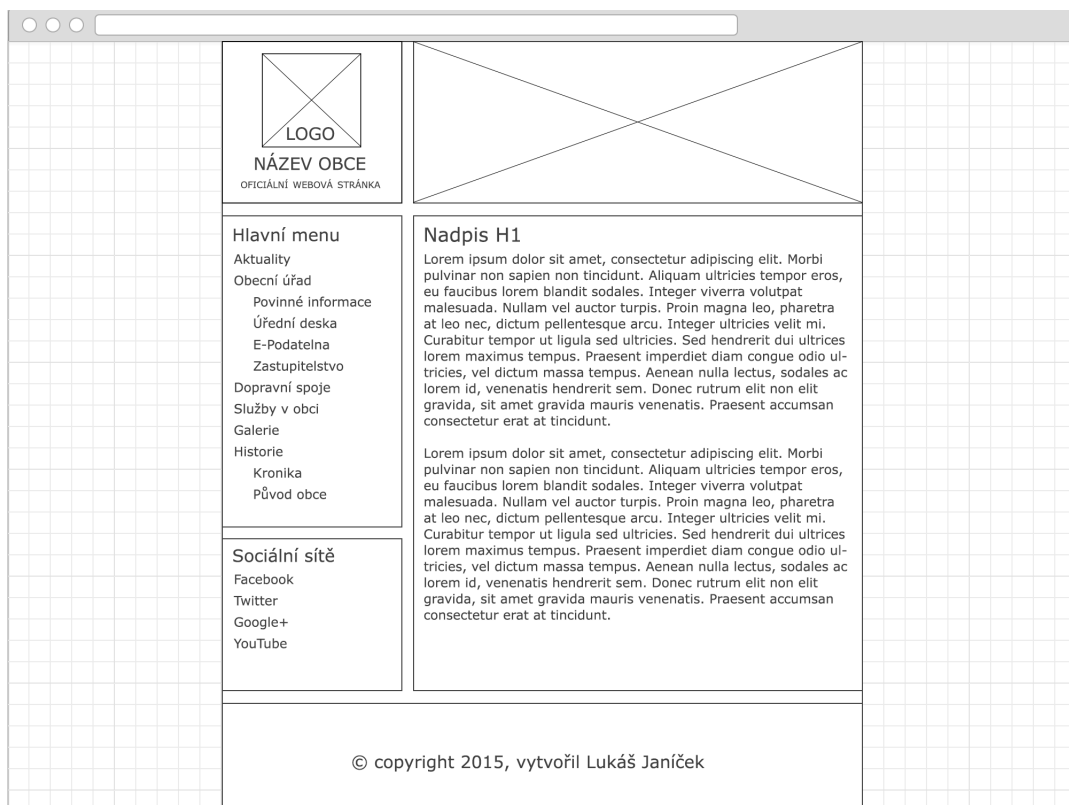 LOGO
NÁZEV OBCE
OFICIÁLNÍ WEBOVÁ STRÁNKA
Hlavní menu
Aktuality
Obecní úřad
Povinné informace
Úřední deska
E-Podatelna
Zastupitelstvo
Dopravní spoje
Služby v obci
Galerie
Historie
Kronika
Původ obce
Sociální sítě
Facebook
Twitter
Google+
YouTube
Nadpis H1
Lorem ipsum dolor sit amet, consectetur adipiscing elit. Morbi
pulvinar non sapien non tincidunt. Aliquam ultricies tempor eros,
eu faucibus lorem blandit sodales. Integer viverra volutpat
malesuada. Nullam vel auctor turpis. Proin magna leo, pharetra
at leo nec, dictum pellentesque arcu. Integer ultricies velit mi.
Curabitur tempor ut ligula sed ultricies. Sed hendrerit dui ultrices
lorem maximus tempus. Praesent imperdiet diam congue odio ul-
tricies, vel dictum massa tempus. Aenean nulla lectus, sodales ac
lorem id, venenatis hendrerit sem. Donec rutrum elit non elit
gravida, sit amet gravida mauris venenatis. Praesent accumsan
consectetur erat at tincidunt.
Lorem ipsum dolor sit amet, consectetur adipiscing elit. Morbi
pulvinar non sapien non tincidunt. Aliquam ultricies tempor eros,
eu faucibus lorem blandit sodales. Integer viverra volutpat
malesuada. Nullam vel auctor turpis. Proin magna leo, pharetra
at leo nec, dictum pellentesque arcu. Integer ultricies velit mi.
Curabitur tempor ut ligula sed ultricies. Sed hendrerit dui ultrices
lorem maximus tempus. Praesent imperdiet diam congue odio ul-
tricies, vel dictum massa tempus. Aenean nulla lectus, sodales ac
lorem id, venenatis hendrerit sem. Donec rutrum elit non elit
gravida, sit amet gravida mauris venenatis. Praesent accumsan
consectetur erat at tincidunt.
© copyright 2015, vytvořil Lukáš Janíček